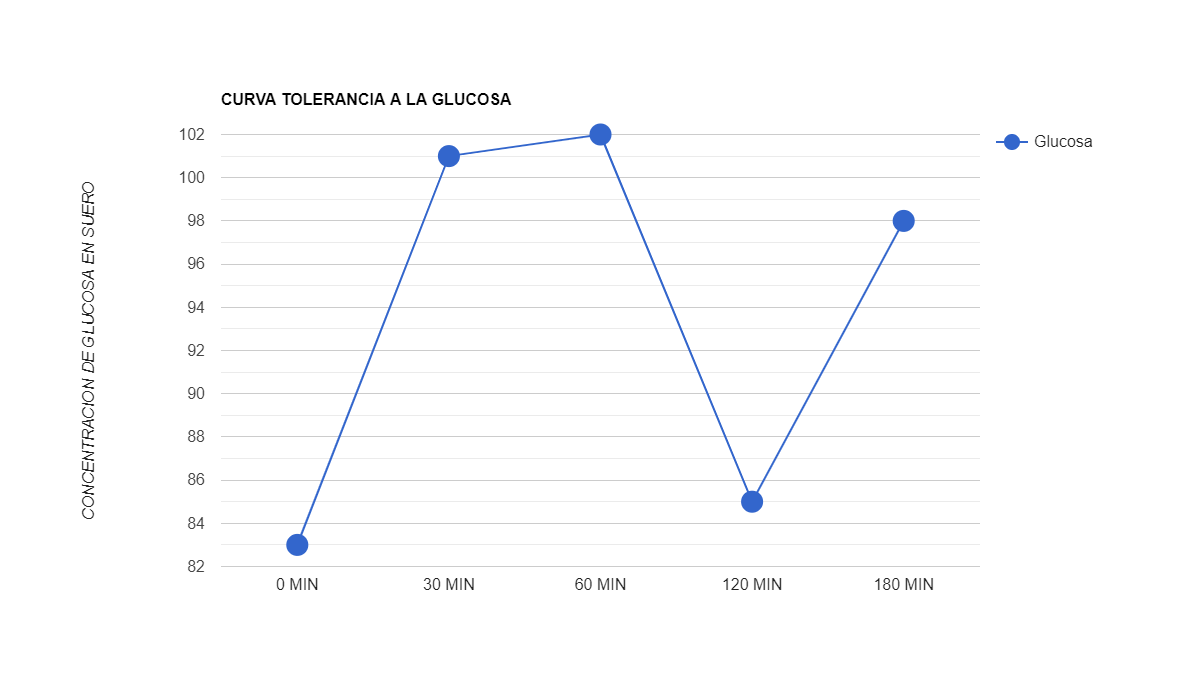 CURVA TOLERANCIA A LA GLUCOSA
Glucosa
CONCENTRACION DE GLUCOSA EN SUERO
102
100
98
96
94
92
90
88
86
84
82
0 MIN 30 MIN 60 MIN 120 MIN 180 MIN